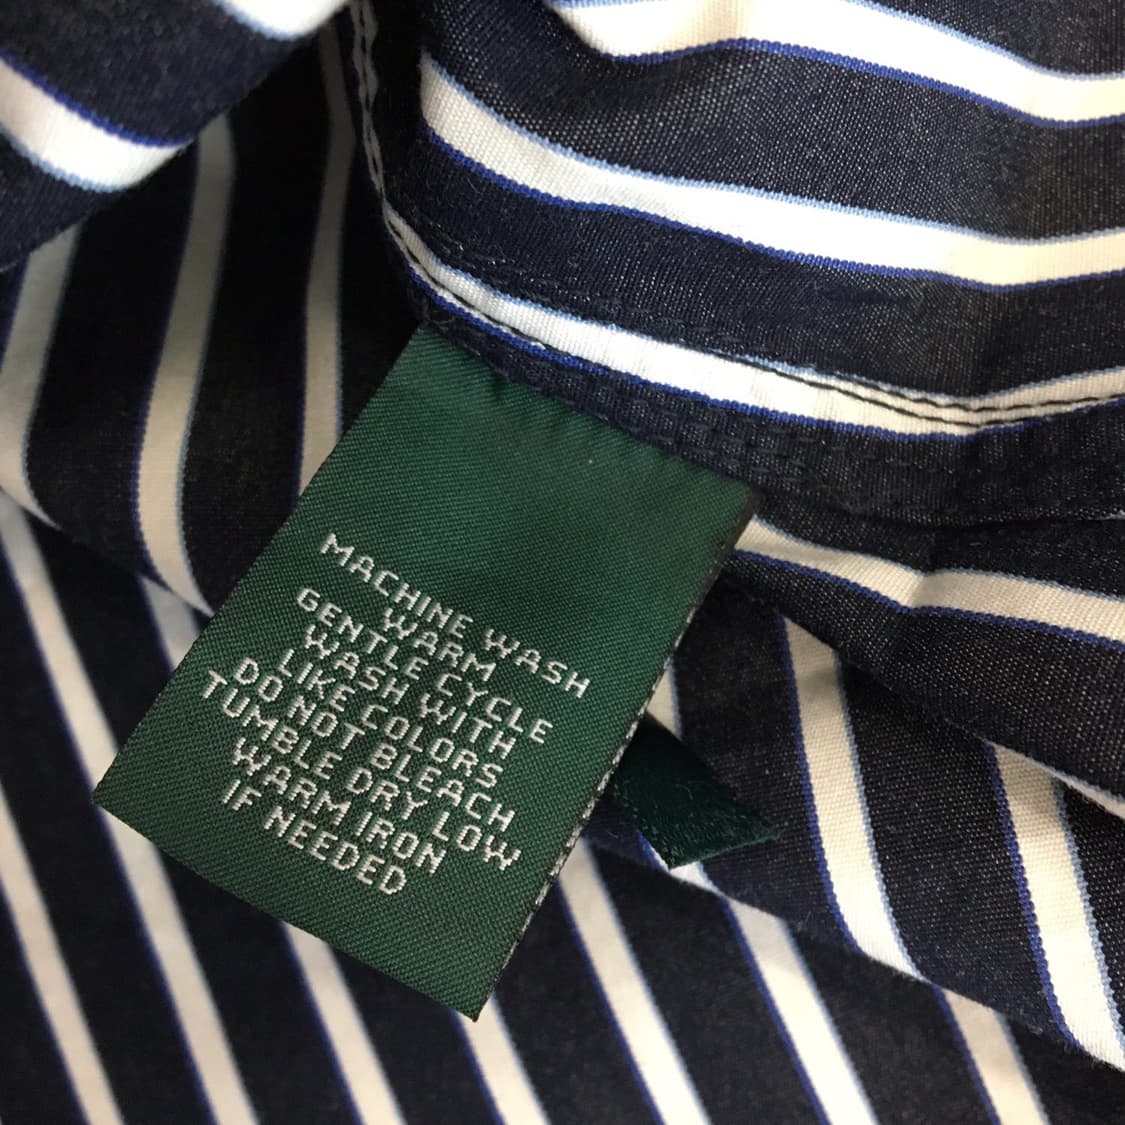 MACHINE WASH
WARM
GENTLE CYCLE
WASH WITH
LIKE COLORS
DO NOT BLEACH
TUMBLE DRY LOW
WARM IRON
IF NEEDED